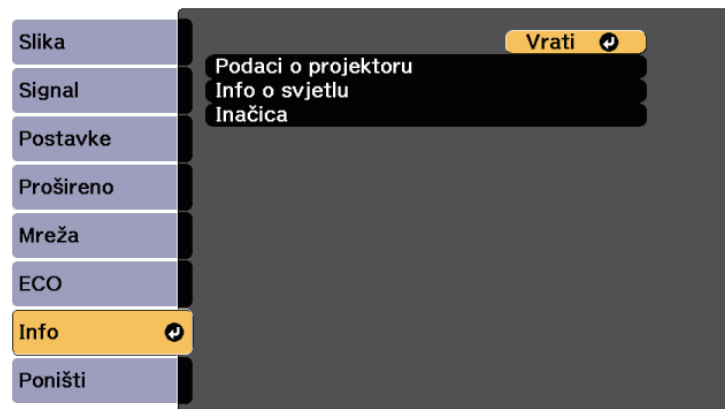 Slika
Signal
Postavke
Prošireno
Mreža
ECO
Info
Poništi
Vrati
Podaci o projektoru
Info o svjetlu
Inačica